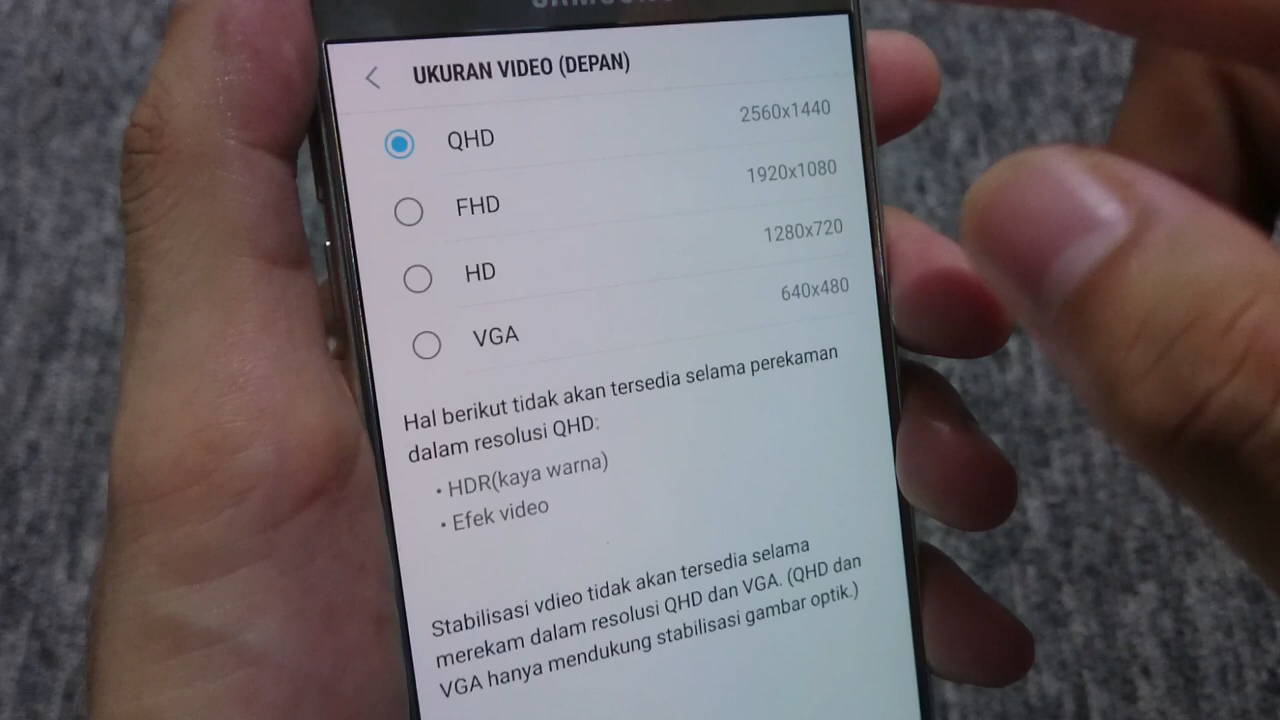 SAMSUNG
UKURAN VIDEO (DEPAN)
QHD 2560x1440
FHD 1920x1080
HD 1280x720
VGA 640x480
Hal berikut tidak akan tersedia selama perekaman
dalam resolusi QHD:
• HDR(kaya warna)
• Efek video
Stabilisasi vdieo tidak akan tersedia selama
merekam dalam resolusi QHD dan VGA. (QHD dan
VGA hanya mendukung stabilisasi gambar optik.)